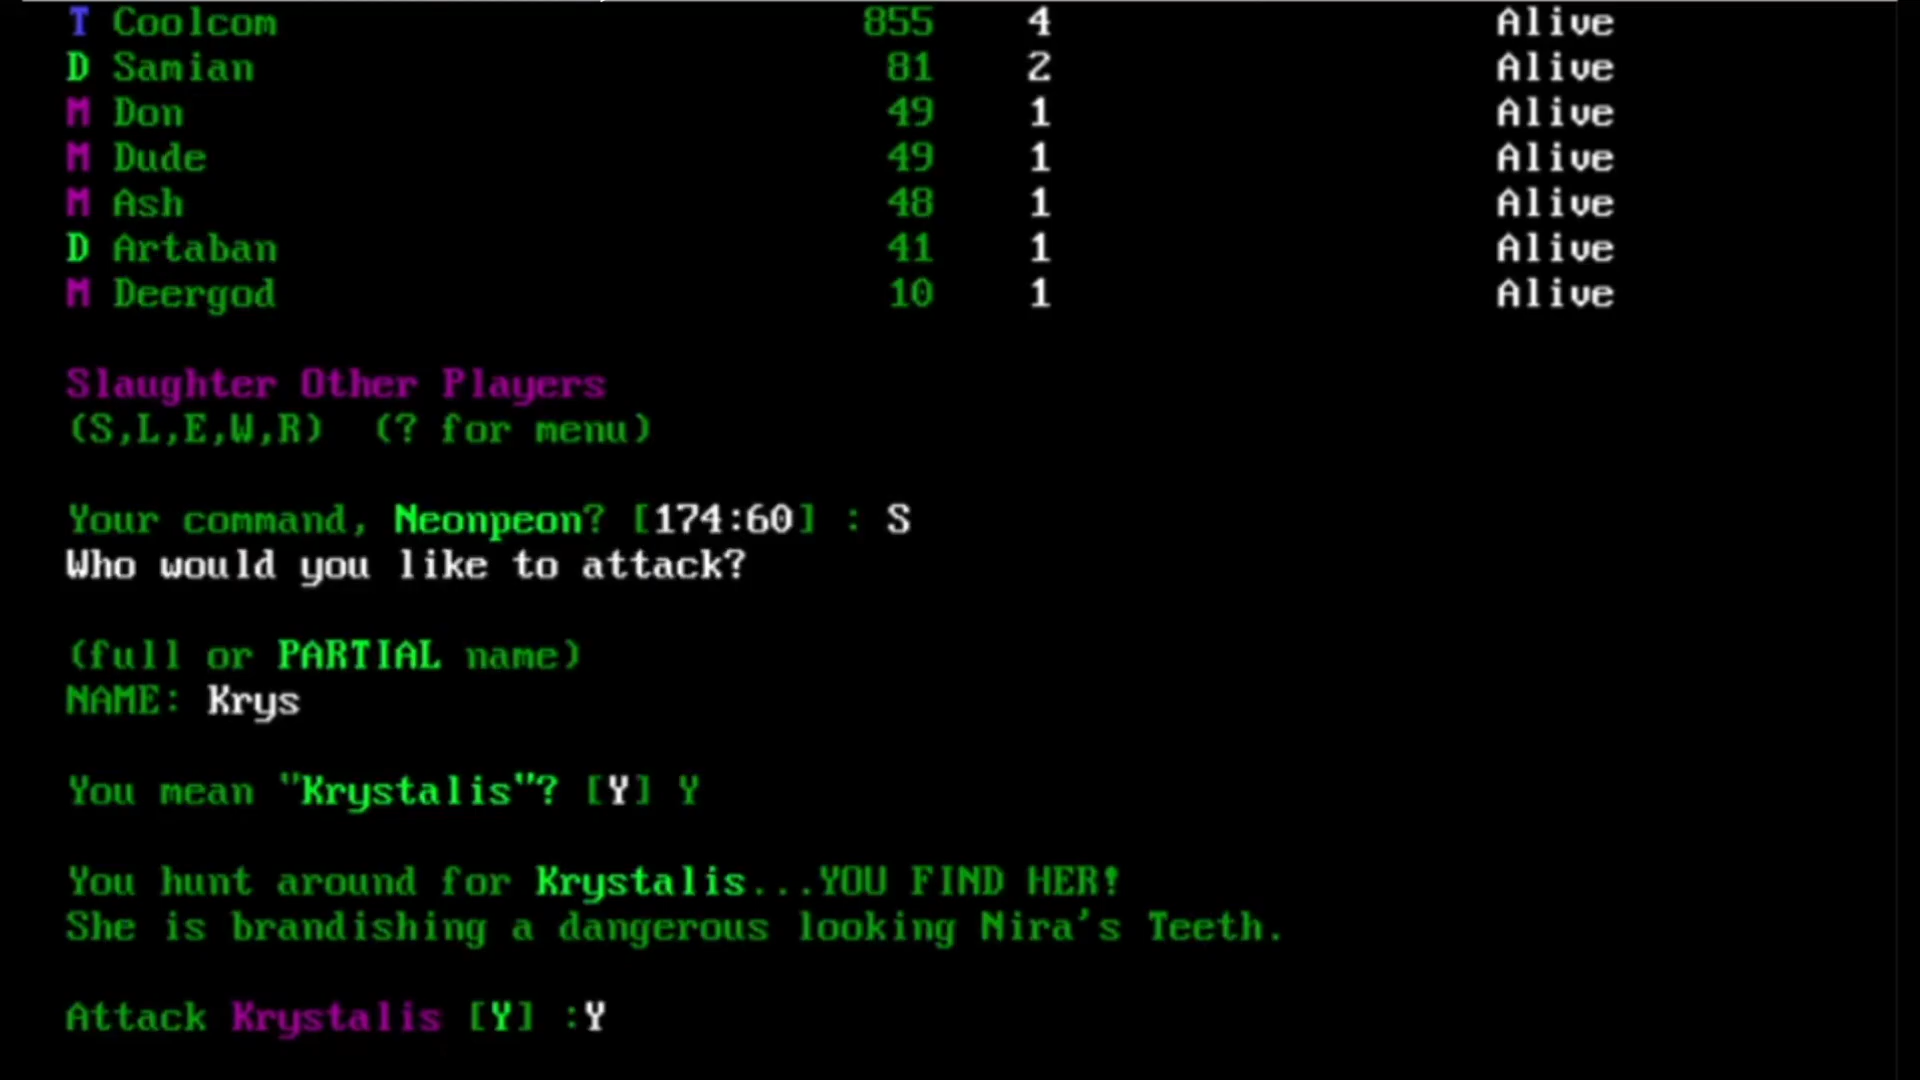 T Coolcom 855 4 Alive
D Samian 81 2 Alive
M Don 49 1 Alive
M Dude 49 1 Alive
M Ash 48 1 Alive
D Artaban 41 1 Alive
M Deergod 10 1 Alive
Slaughter Other Players
(S,L,E,W,R) (? for menu)
Your command, Neonpeon? [174:60] : S
Who would you like to attack?
(full or PARTIAL name)
NAME: Krys
You mean "Krystalis"? [Y] Y
You hunt around for Krystalis...YOU FIND HER!
She is brandishing a dangerous looking Nira's Teeth.
Attack Krystalis [Y] :Y